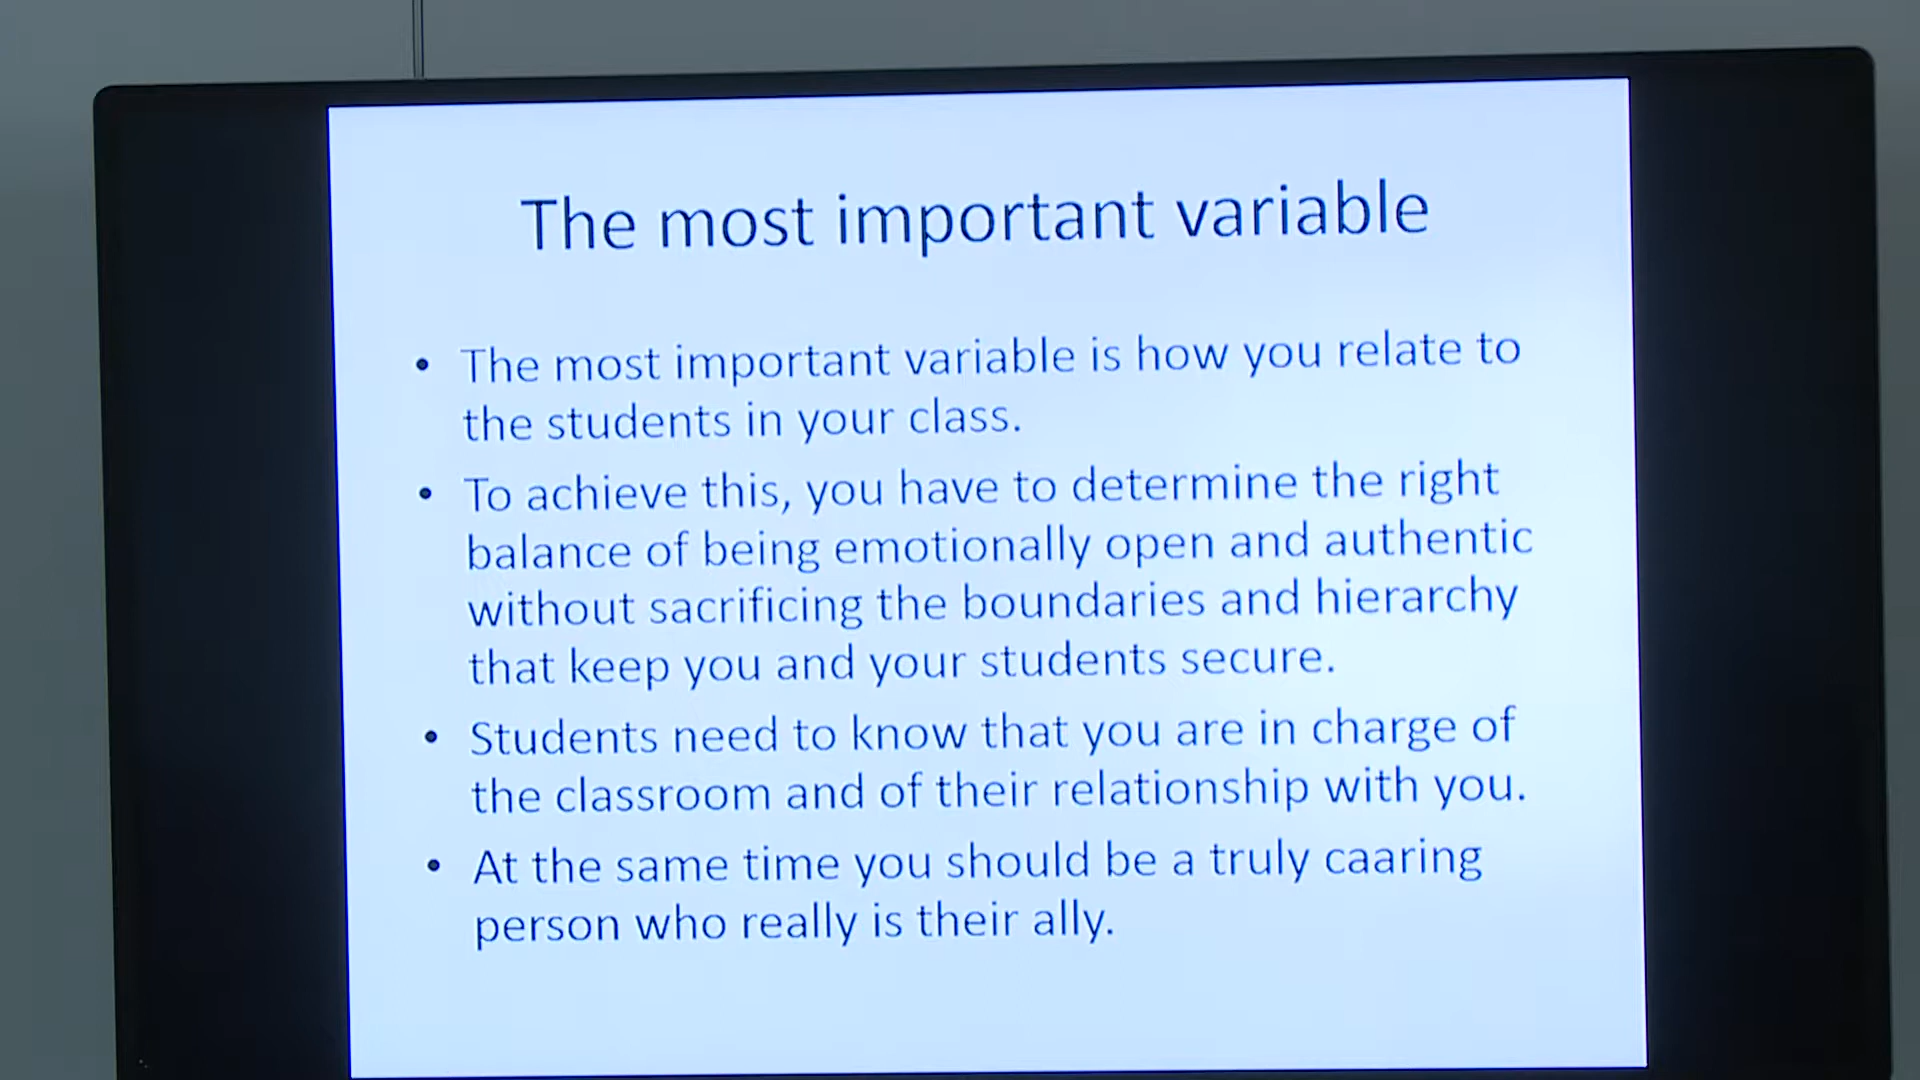 The most important variable
• The most important variable is how you relate to
the students in your class.
• To achieve this, you have to determine the right
balance of being emotionally open and authentic
without sacrificing the boundaries and hierarchy
that keep you and your students secure.
• Students need to know that you are in charge of
the classroom and of their relationship with you.
• At the same time you should be a truly caaring
person who really is their ally.